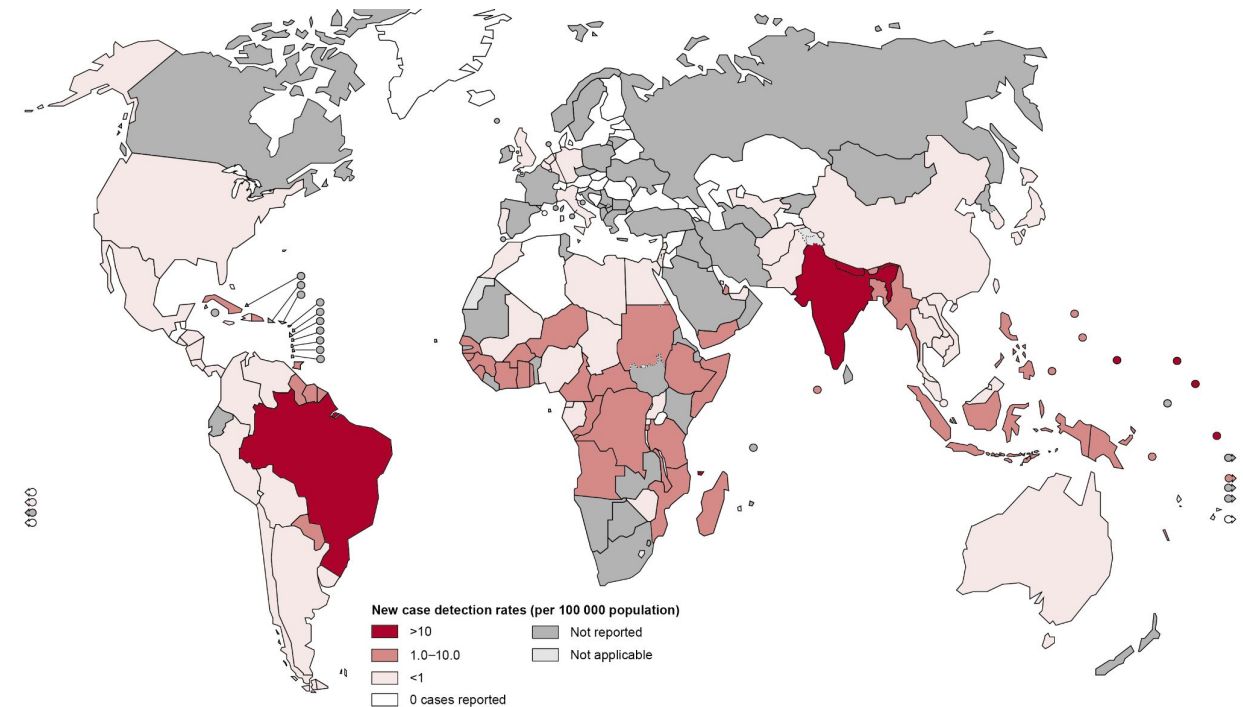 New case detection rates (per 100 000 population)
>10
Not reported
1.0–10.0
Not applicable
<1
0 cases reported